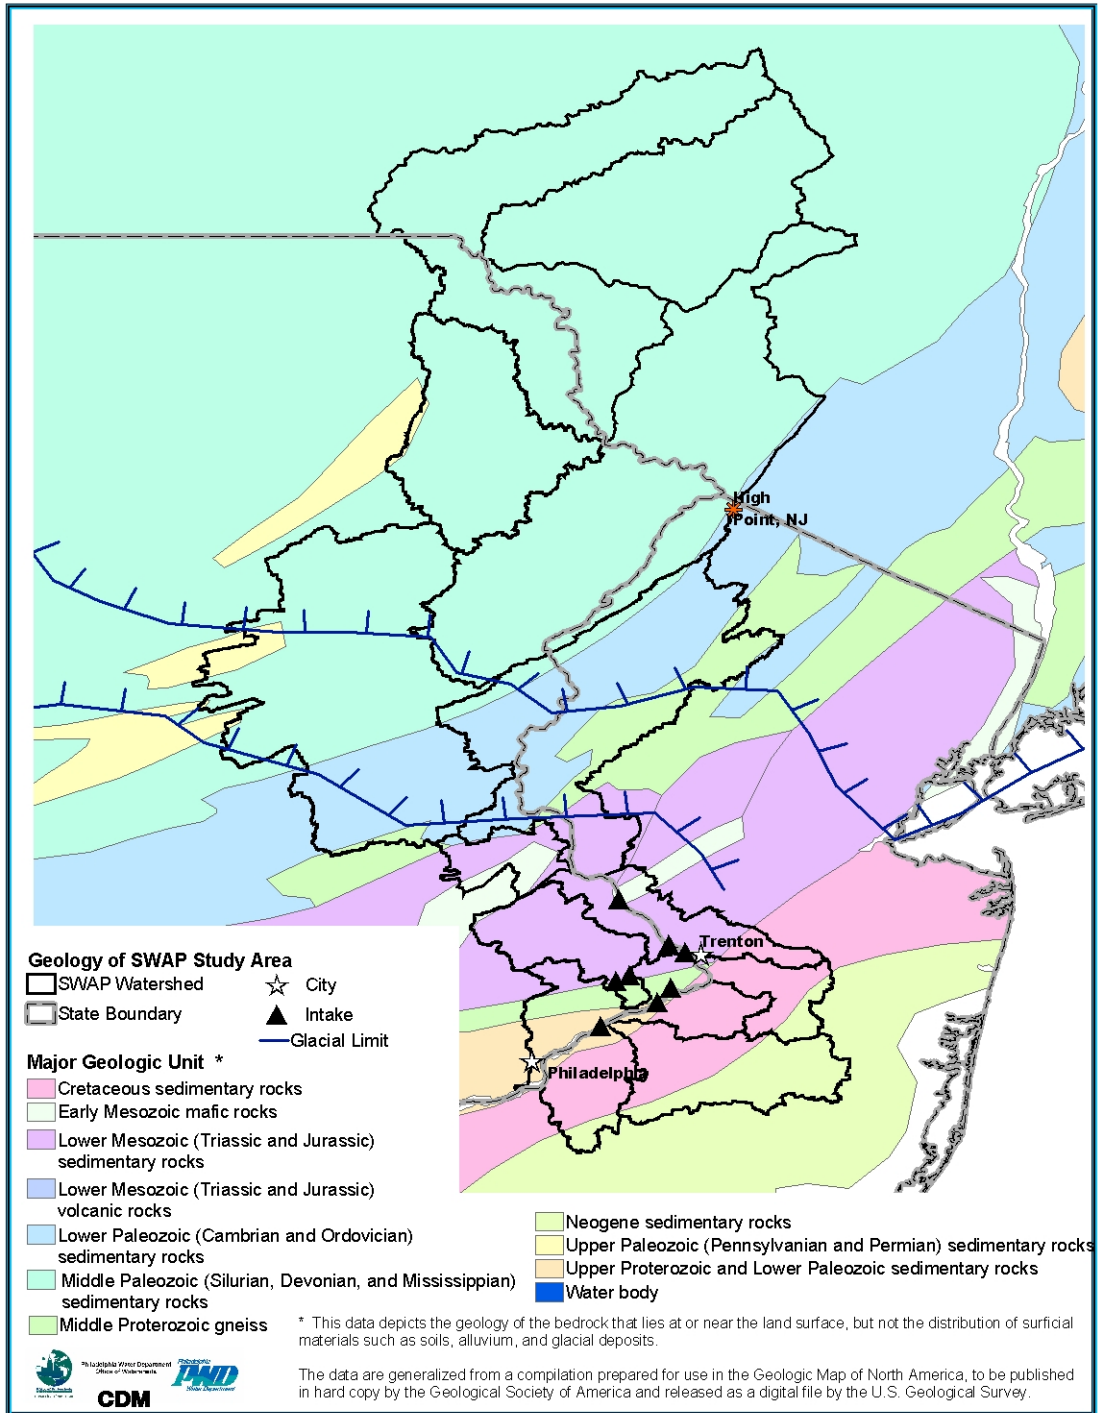 High
Point, NJ
Trenton
Philadelphia
Geology of SWAP Study Area
SWAP Watershed
City
State Boundary
Intake
Glacial Limit
Major Geologic Unit *
Cretaceous sedimentary rocks
Early Mesozoic mafic rocks
Lower Mesozoic (Triassic and Jurassic)
sedimentary rocks
Lower Mesozoic (Triassic and Jurassic)
volcanic rocks
Lower Paleozoic (Cambrian and Ordovician)
sedimentary rocks
Middle Paleozoic (Silurian, Devonian, and Mississippian)
sedimentary rocks
Middle Proterozoic gneiss
Neogene sedimentary rocks
Upper Paleozoic (Pennsylvanian and Permian) sedimentary rocks
Upper Proterozoic and Lower Paleozoic sedimentary rocks
Water body
* This data depicts the geology of the bedrock that lies at or near the land surface, but not the distribution of surficial
materials such as soils, alluvium, and glacial deposits.
The data are generalized from a compilation prepared for use in the Geologic Map of North America, to be published
in hard copy by the Geological Society of America and released as a digital file by the U.S. Geological Survey.
Philadelphia Water Department
Office of Watersheds
CDM
Philadelphia
PWD
Water Department